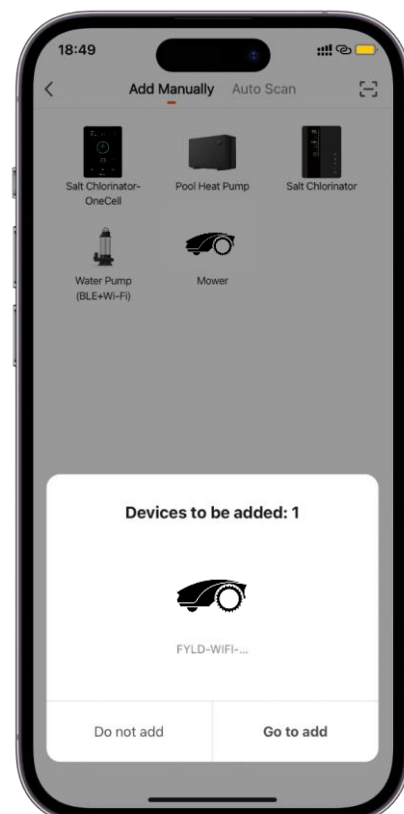 18:49
Add Manually Auto Scan
Salt Chlorinator-
OneCell
Pool Heat Pump
Salt Chlorinator
Water Pump
(BLE+Wi-Fi)
Mower
Devices to be added: 1
FYLD-WIFI-...
Do not add
Go to add